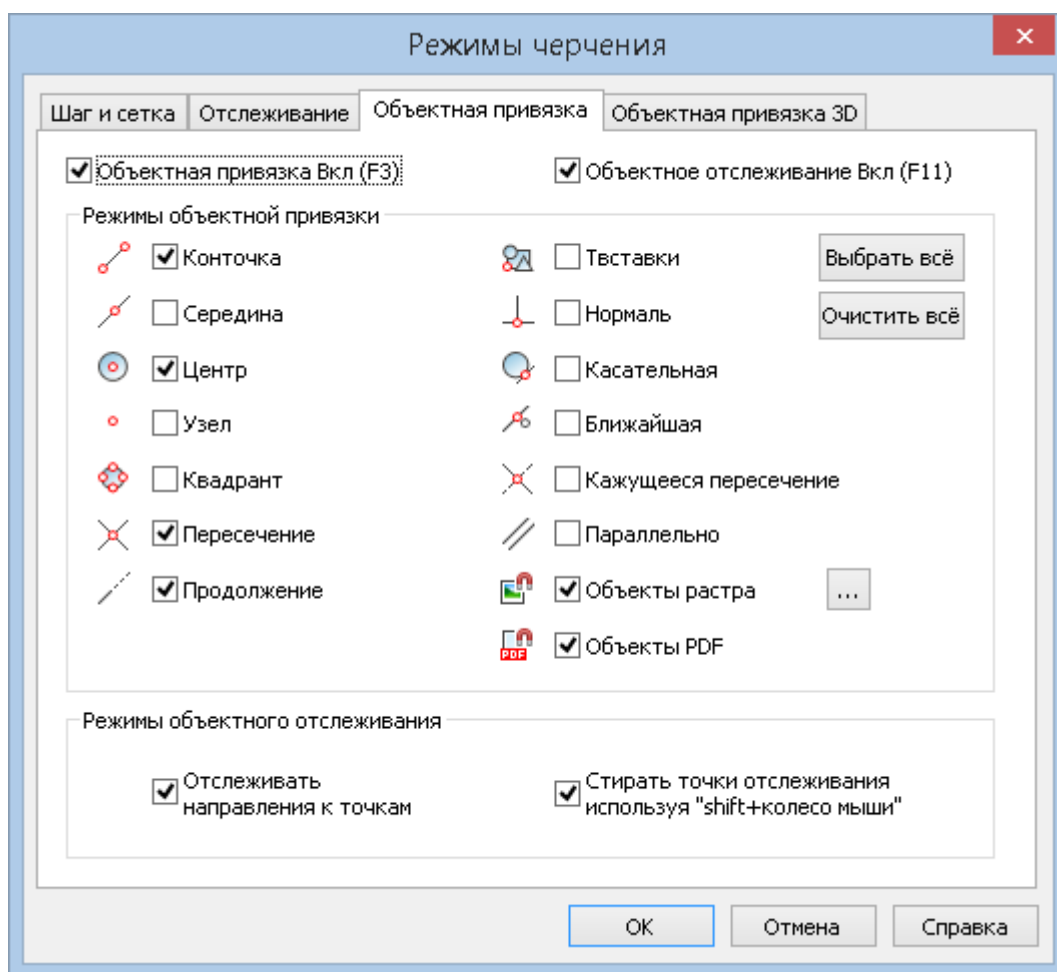 Режимы черчения
Шаг и сетка
Отслеживание
Объектная привязка
Объектная привязка 3D
Объектная привязка Вкл (F3)
Объектное отслеживание Вкл (F11)
Режимы объектной привязки
Конточка
Твставки
Выбрать всё
Середина
Нормаль
Очистить всё
Центр
Касательная
Узел
Ближайшая
Квадрант
Кажущееся пересечение
Пересечение
Параллельно
Продолжение
Объекты растра
...
PDF
Объекты PDF
Режимы объектного отслеживания
Отслеживать
направления к точкам
Стирать точки отслеживания
используя "shift+колесо мыши"
ОК
Отмена
Справка